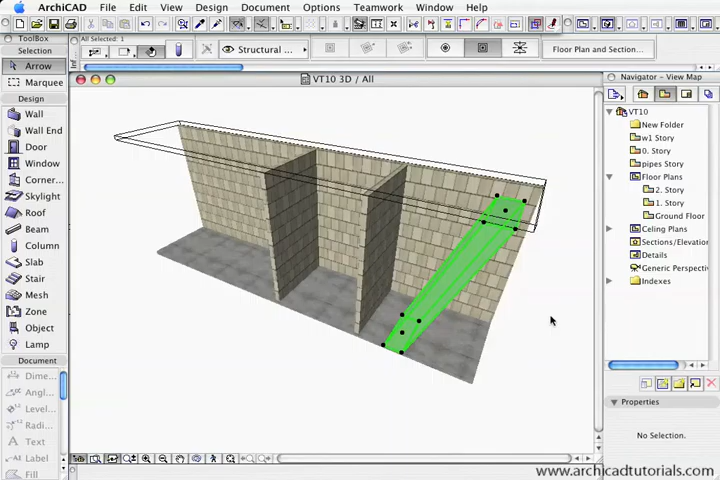 ArchiCAD File Edit View Design Document Options Teamwork Window Help
ToolBox
Selection
Arrow
Marquee
Design
Wall
Wall End
Door
Window
Corner...
Skylight
Roof
Beam
Column
Slab
Stair
Mesh
Zone
Object
Lamp
Document
Dime...
Angl...
Level...
Radi...
Text
Label
Fill
All Selected: 1
Structural ...
Floor Plan and Section...
VT10 3D / All
Navigator - View Map
VT10
New Folder
w1 Story
0. Story
pipes Story
Floor Plans
2. Story
1. Story
Ground Floor
Celing Plans
Sections/Elevation
Details
Generic Perspecti
Indexes
Properties
No Selection.
www.archicadtutorials.com